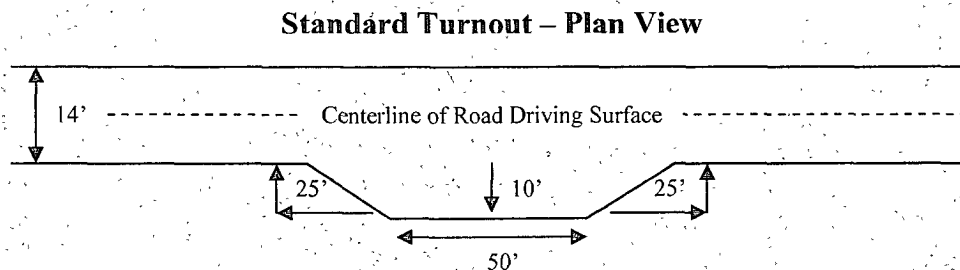 Standard Turnout – Plan View
14’
Centerline of Road Driving Surface
25’
10’
25’
50’